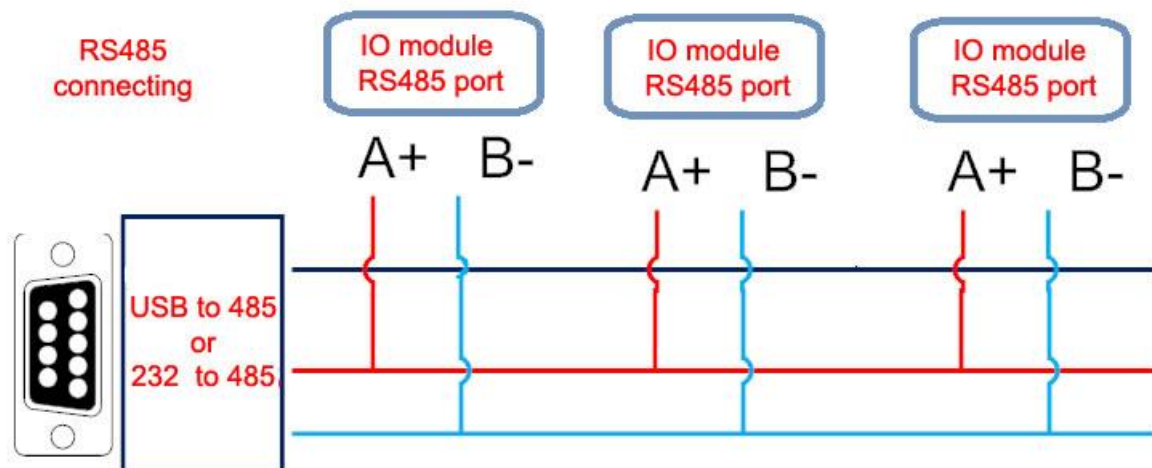 RS485
connecting
IO module
RS485 port
IO module
RS485 port
IO module
RS485 port
A+ B-
A+ B-
A+ B-
USB to 485
or
232 to 485